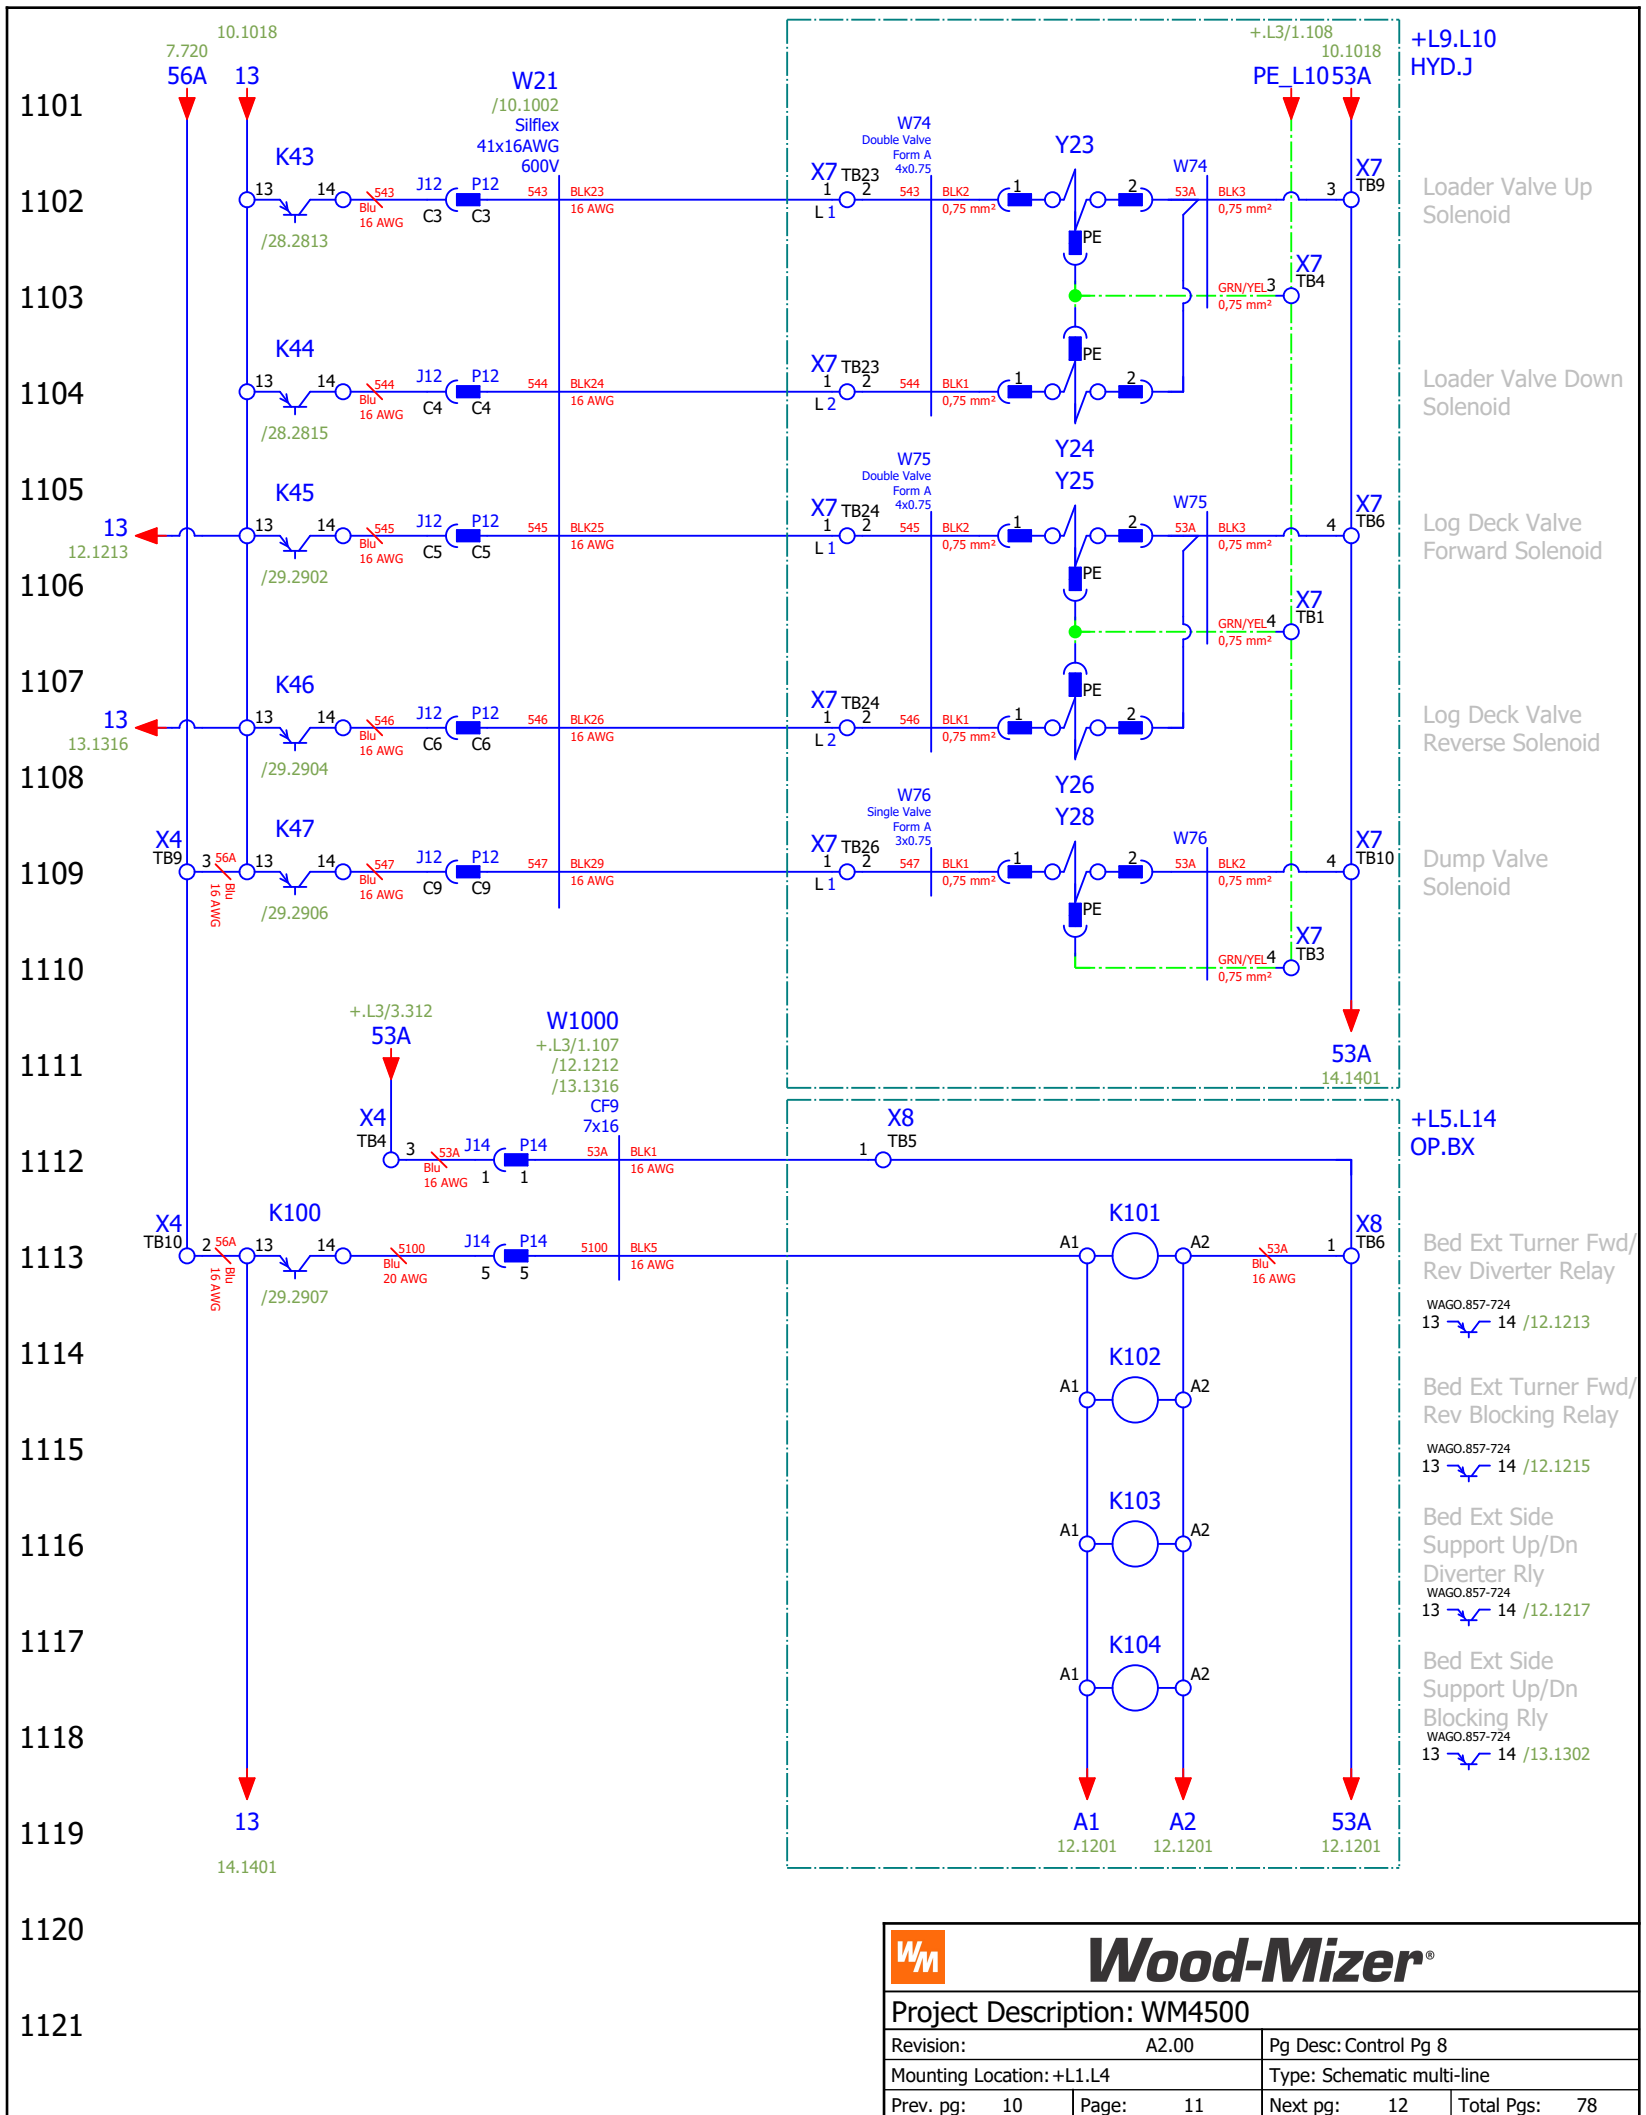 10.1018
7.720
56A 13
+.L3/1.108
10.1018
PE_L10 53A
+L9.L10
HYD.J
W21
/10.1002
Silflex
41x16AWG
600V
1101
W74
Double Valve
Form A
4x0.75
Y23
W74
K43
13 14 543
Blu
16 AWG
J12 P12
C3 C3
543 BLK23
16 AWG
X7 TB23
1 2
L 1
543 BLK2
0,75 mm²
1 2
53A BLK3
0,75 mm²
3
X7
TB9
1102
Loader Valve Up
Solenoid
/28.2813
PE
1103
GRN/YEL 3
0,75 mm²
X7
TB4
K44
13 14 544
Blu
16 AWG
J12 P12
C4 C4
544 BLK24
16 AWG
X7 TB23
1 2
L 2
544 BLK1
0,75 mm²
PE
1 2
1104
Loader Valve Down
Solenoid
/28.2815
Y24
1105
W75
Double Valve
Form A
4x0.75
Y25
W75
K45
13
12.1213
13 14 545
Blu
16 AWG
J12 P12
C5 C5
545 BLK25
16 AWG
X7 TB24
1 2
L 1
545 BLK2
0,75 mm²
1 2
53A BLK3
0,75 mm²
4
X7
TB6
Log Deck Valve
Forward Solenoid
/29.2902
PE
1106
GRN/YEL 4
0,75 mm²
X7
TB1
1107
K46
13
13.1316
13 14 546
Blu
16 AWG
J12 P12
C6 C6
546 BLK26
16 AWG
X7 TB24
1 2
L 2
546 BLK1
0,75 mm²
PE
1 2
Log Deck Valve
Reverse Solenoid
/29.2904
1108
Y26
W76
Single Valve
Form A
3x0.75
Y28
W76
X4
TB9
3 56A
Blu
16 AWG
K47
13 14 547
Blu
16 AWG
J12 P12
C9 C9
547 BLK29
16 AWG
X7 TB26
1 2
L 1
547 BLK1
0,75 mm²
1 2
53A BLK2
0,75 mm²
4
X7
TB10
1109
Dump Valve
Solenoid
/29.2906
PE
1110
GRN/YEL 4
0,75 mm²
X7
TB3
+.L3/3.312
53A
W1000
+.L3/1.107
/12.1212
/13.1316
CF9
7x16
1111
53A
14.1401
+L5.L14
OP.BX
X4
TB4
3 53A
Blu
16 AWG
J14 P14
1 1
53A BLK1
16 AWG
X8
TB5
1
1112
X4
TB10
2 56A
Blu
16 AWG
K100
13 14
5100
Blu
20 AWG
J14 P14
5 5
5100 BLK5
16 AWG
K101
A1 A2
53A
Blu
16 AWG
1
X8
TB6
1113
/29.2907
Bed Ext Turner Fwd/
Rev Diverter Relay
WAGO.857-724
13 14 /12.1213
1114
K102
A1 A2
Bed Ext Turner Fwd/
Rev Blocking Relay
WAGO.857-724
13 14 /12.1215
1115
K103
A1 A2
Bed Ext Side
Support Up/Dn
Diverter Rly
WAGO.857-724
13 14 /12.1217
1116
1117
K104
A1 A2
Bed Ext Side
Support Up/Dn
Blocking Rly
WAGO.857-724
13 14 /13.1302
1118
1119
13
14.1401
A1
12.1201
A2
12.1201
53A
12.1201
1120
1121
WM
Wood-Mizer®
Project Description: WM4500
Revision: A2.00
Pg Desc: Control Pg 8
Mounting Location: +L1.L4
Type: Schematic multi-line
Prev. pg: 10 Page: 11 Next pg: 12 Total Pgs: 78